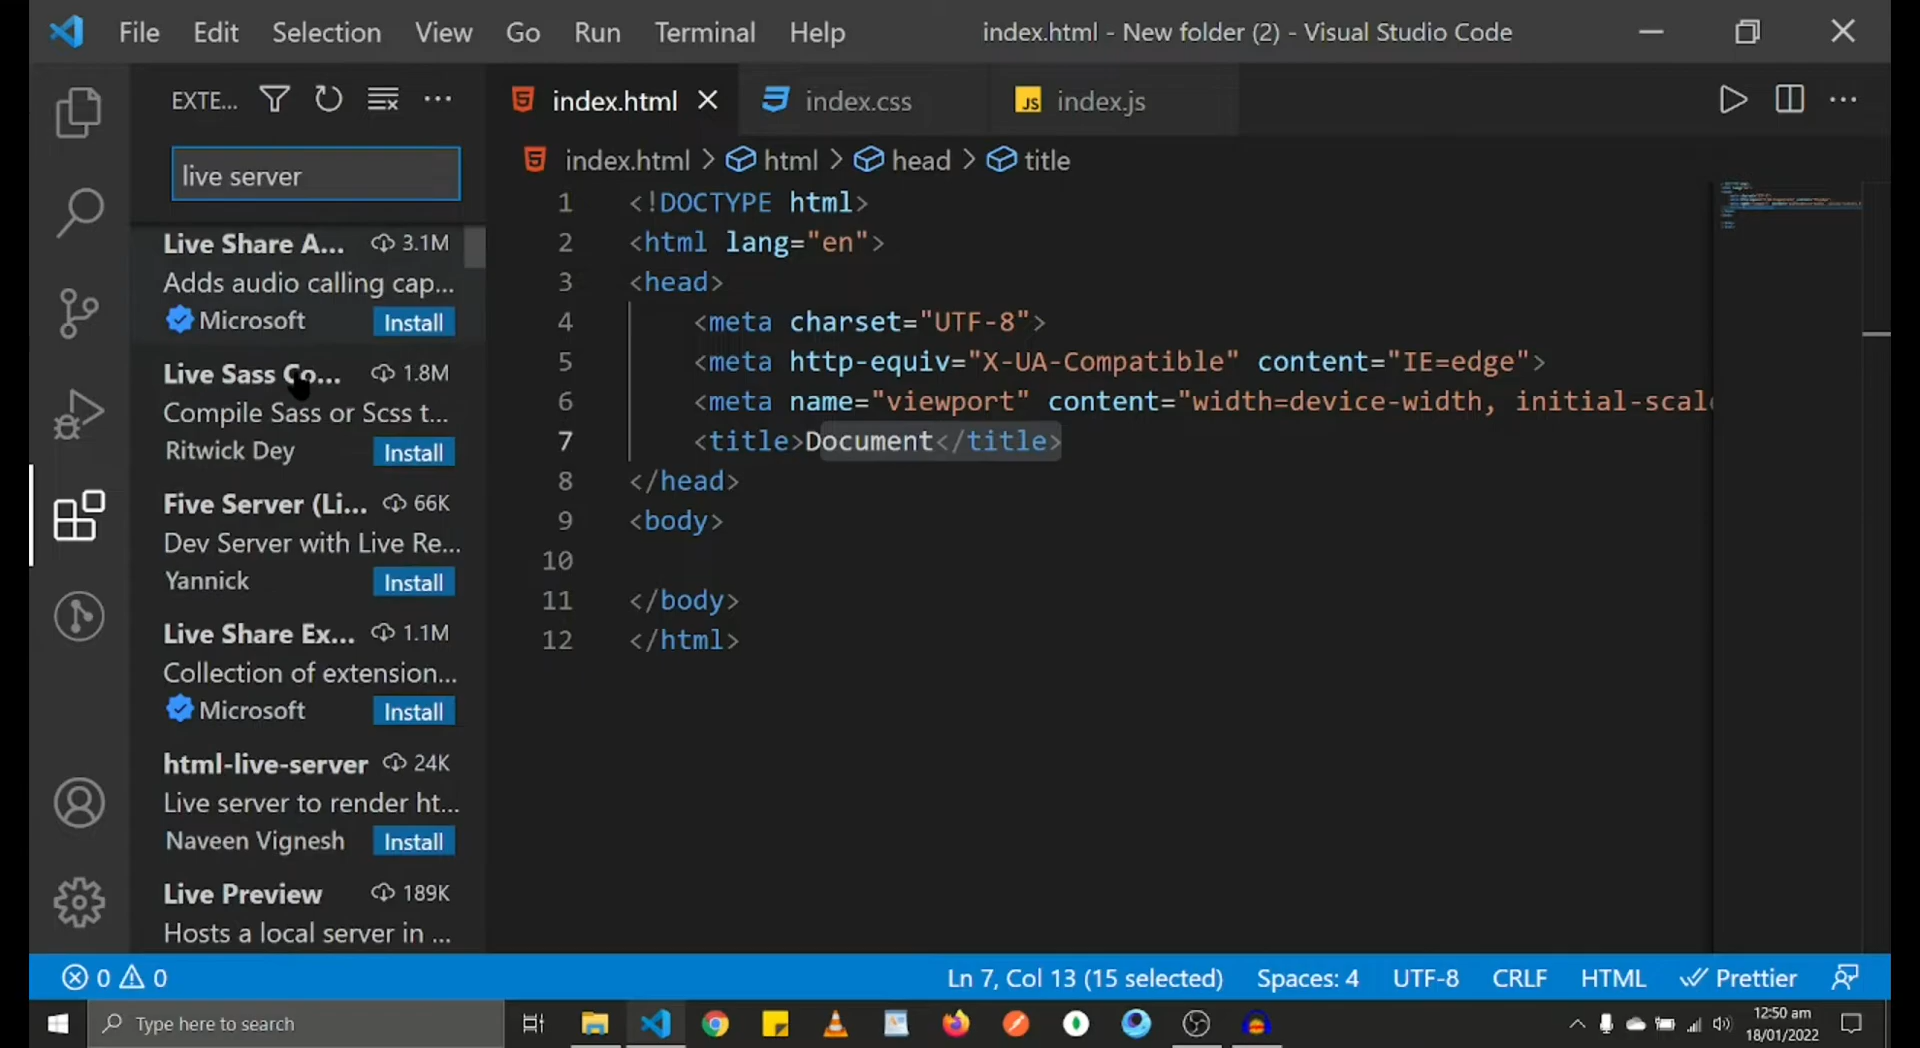 File Edit Selection View Go Run Terminal Help index.html - New folder (2) - Visual Studio Code
EXTE...
live server
Live Share A... 3.1M
Adds audio calling cap...
Microsoft Install
Live Sass Co... 1.8M
Compile Sass or Scss t...
Ritwick Dey Install
Five Server (Li... 66K
Dev Server with Live Re...
Yannick Install
Live Share Ex... 1.1M
Collection of extension...
Microsoft Install
html-live-server 24K
Live server to render ht...
Naveen Vignesh Install
Live Preview 189K
Hosts a local server in ...
index.html index.css JS index.js
index.html > html > head > title
1 <!DOCTYPE html>
2 <html lang="en">
3 <head>
4 <meta charset="UTF-8">
5 <meta http-equiv="X-UA-Compatible" content="IE=edge">
6 <meta name="viewport" content="width=device-width, initial-scal
7 <title>Document</title>
8 </head>
9 <body>
10
11 </body>
12 </html>
0 0 Ln 7, Col 13 (15 selected) Spaces: 4 UTF-8 CRLF HTML Prettier
Type here to search
12:50 am
18/01/2022